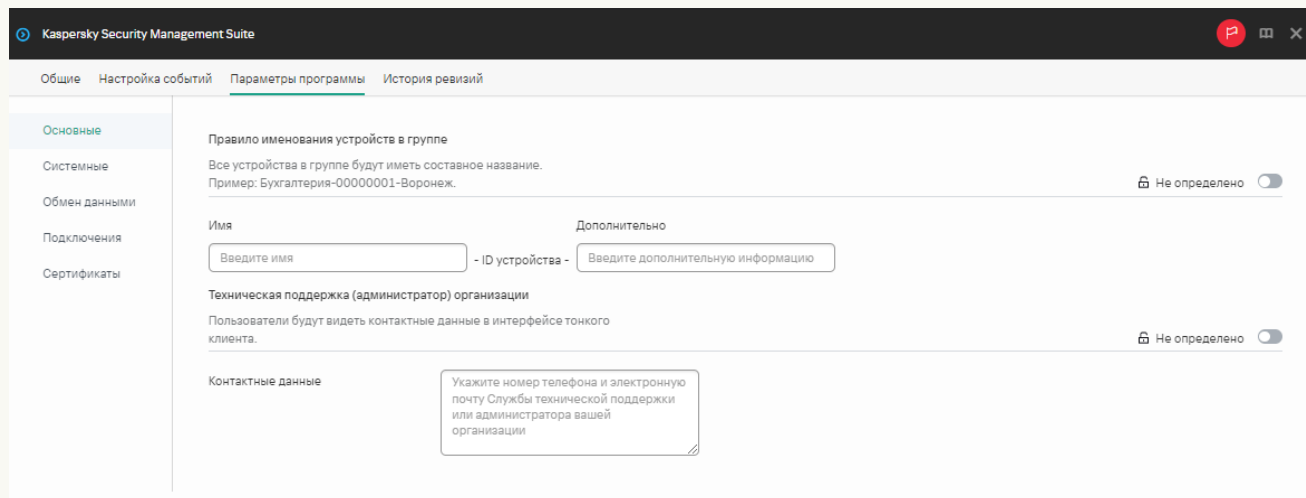 Kaspersky Security Management Suite
Общие Настройка событий Параметры программы История ревизий
Основные
Системные
Обмен данными
Подключения
Сертификаты
Правило именования устройств в группе
Все устройства в группе будут иметь составное название.
Пример: Бухгалтерия-00000001-Воронеж.
Не определено
Имя
Дополнительно
Введите имя
- ID устройства -
Введите дополнительную информацию
Техническая поддержка (администратор) организации
Пользователи будут видеть контактные данные в интерфейсе тонкого
клиента.
Не определено
Контактные данные
Укажите номер телефона и электронную
почту Службы технической поддержки
или администратора вашей
организации